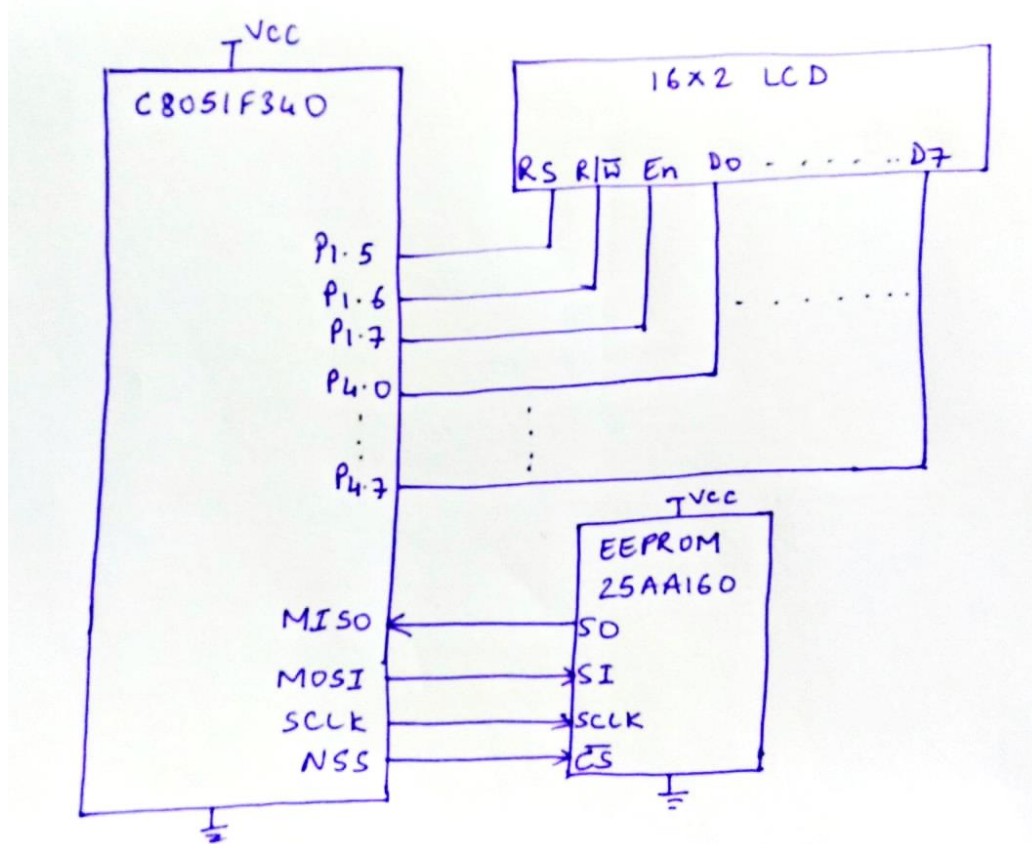 VCC
C8051F340
16x2 LCD
RS R/W̅ En D0 . . . . . . . D7
P1.5
P1.6
P1.7
P4.0
P4.7
VCC
EEPROM
25AA160
MISO
SO
MOSI
SI
SCLK
SCLK
NSS
C̅S̅